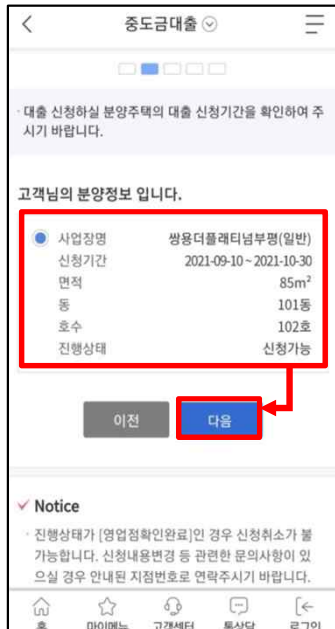 중도금대출
· 대출 신청하실 분양주택의 대출 신청기간을 확인하여 주
시기 바랍니다.
고객님의 분양정보 입니다.
사업장명 쌍용더플래티넘부평(일반)
신청기간 2021-09-10 ~ 2021-10-30
면적 85m²
동 101동
호수 102호
진행상태 신청가능
이전 다음
Notice
· 진행상태가 [영업점확인완료]인 경우 신청취소가 불
가능합니다. 신청내용변경 등 관련한 문의사항이 있
으실 경우 안내된 지점번호로 연락주시기 바랍니다.
홈 마이메뉴 고객센터 톡상담 로그인